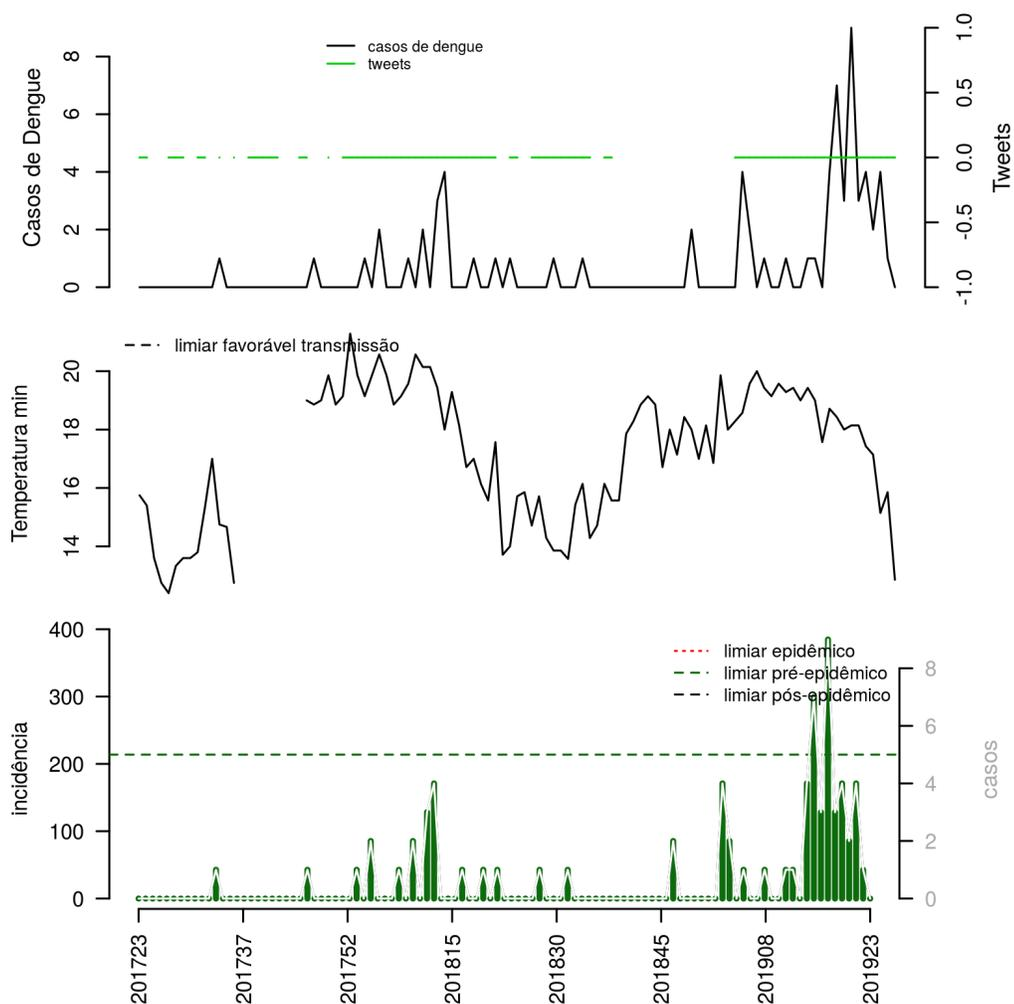 casos de dengue
tweets
Casos de Dengue
0
2
4
6
8
Tweets
-1.0
-0.5
0.0
0.5
1.0
limiar favorável transmissão
Temperatura min
14
16
18
20
limiar epidêmico
limiar pré-epidêmico
limiar pós-epidêmico
incidência
0
100
200
300
400
casos
0
2
4
6
8
201723
201737
201752
201815
201830
201845
201908
201923